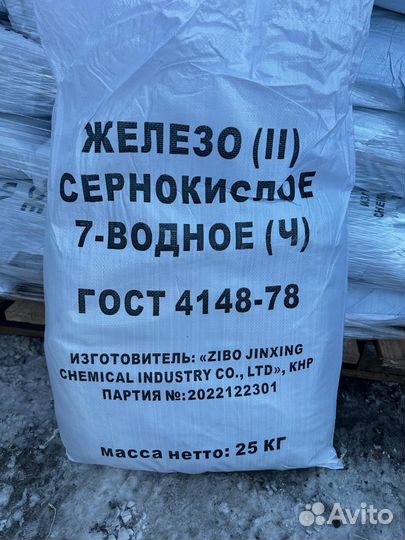 ЖЕЛЕЗО (II)
СЕРНОКИСЛОЕ
7-ВОДНОЕ (Ч)
ГОСТ 4148-78
ИЗГОТОВИТЕЛЬ: «ZIBO JINXING
CHEMICAL INDUSTRY CO., LTD», КНР
ПАРТИЯ №:2022122301
масса нетто: 25 КГ
Avito